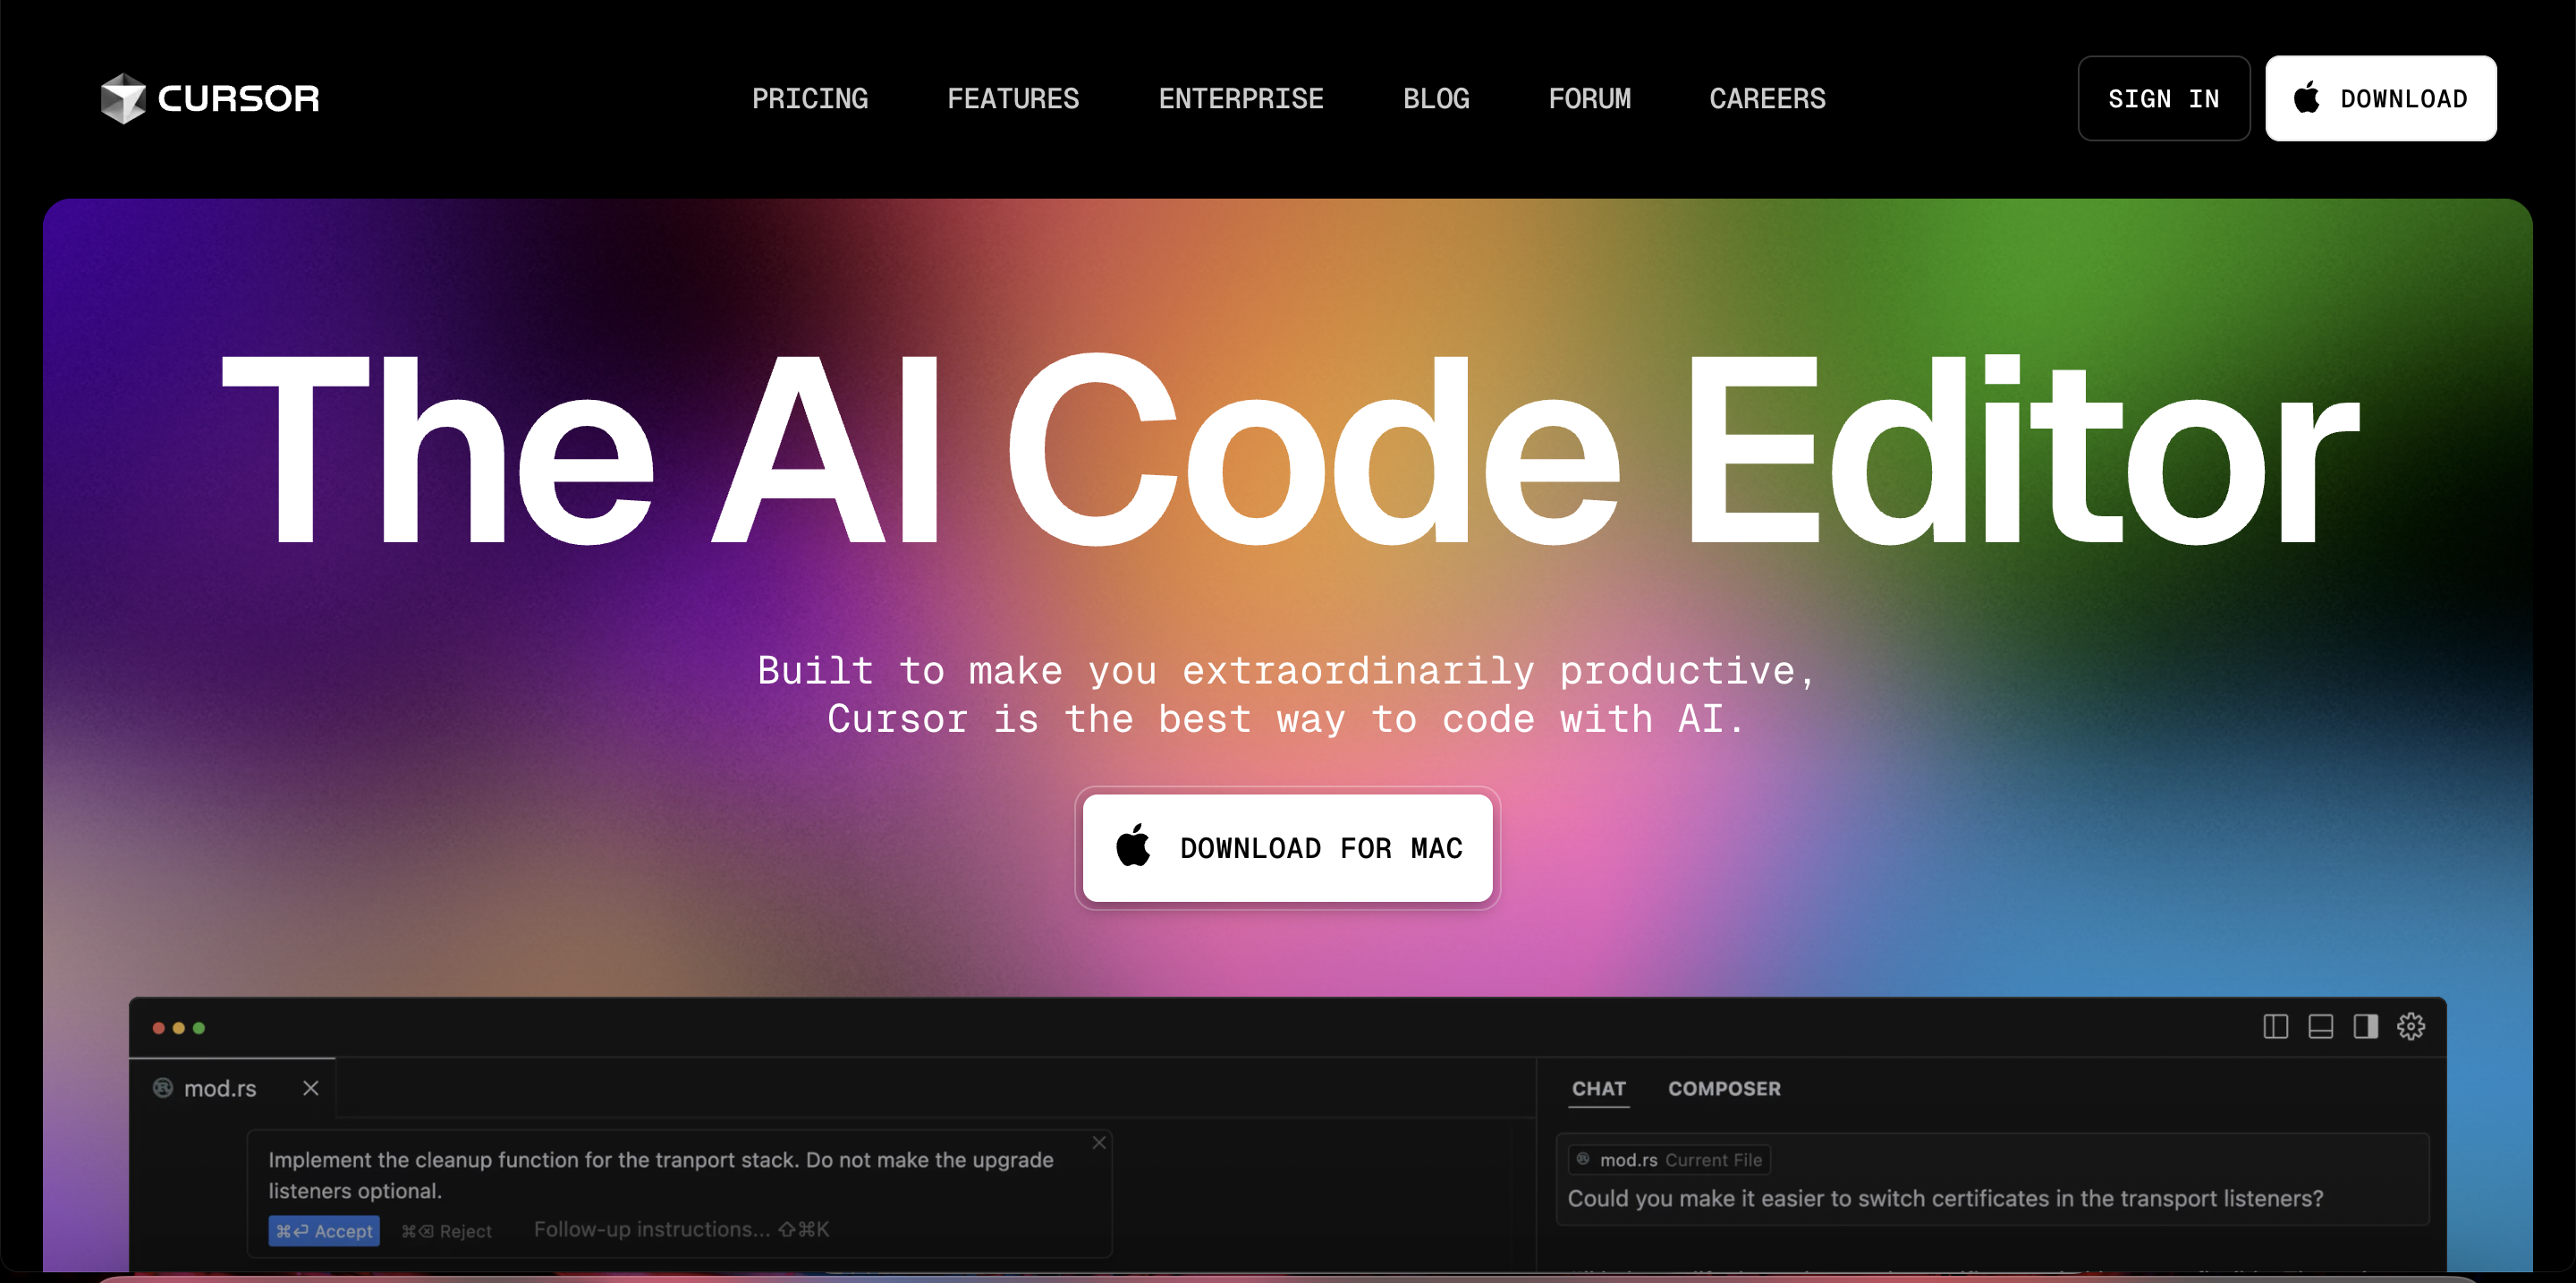 CURSOR
PRICING
FEATURES
ENTERPRISE
BLOG
FORUM
CAREERS
SIGN IN
DOWNLOAD
The AI Code Editor
Built to make you extraordinarily productive,
Cursor is the best way to code with AI.
DOWNLOAD FOR MAC
mod.rs
Implement the cleanup function for the tranport stack. Do not make the upgrade
listeners optional.
⌘⏎ Accept
⌘⌫ Reject
Follow-up instructions... ⇧⌘K
CHAT
COMPOSER
mod.rs Current File
Could you make it easier to switch certificates in the transport listeners?